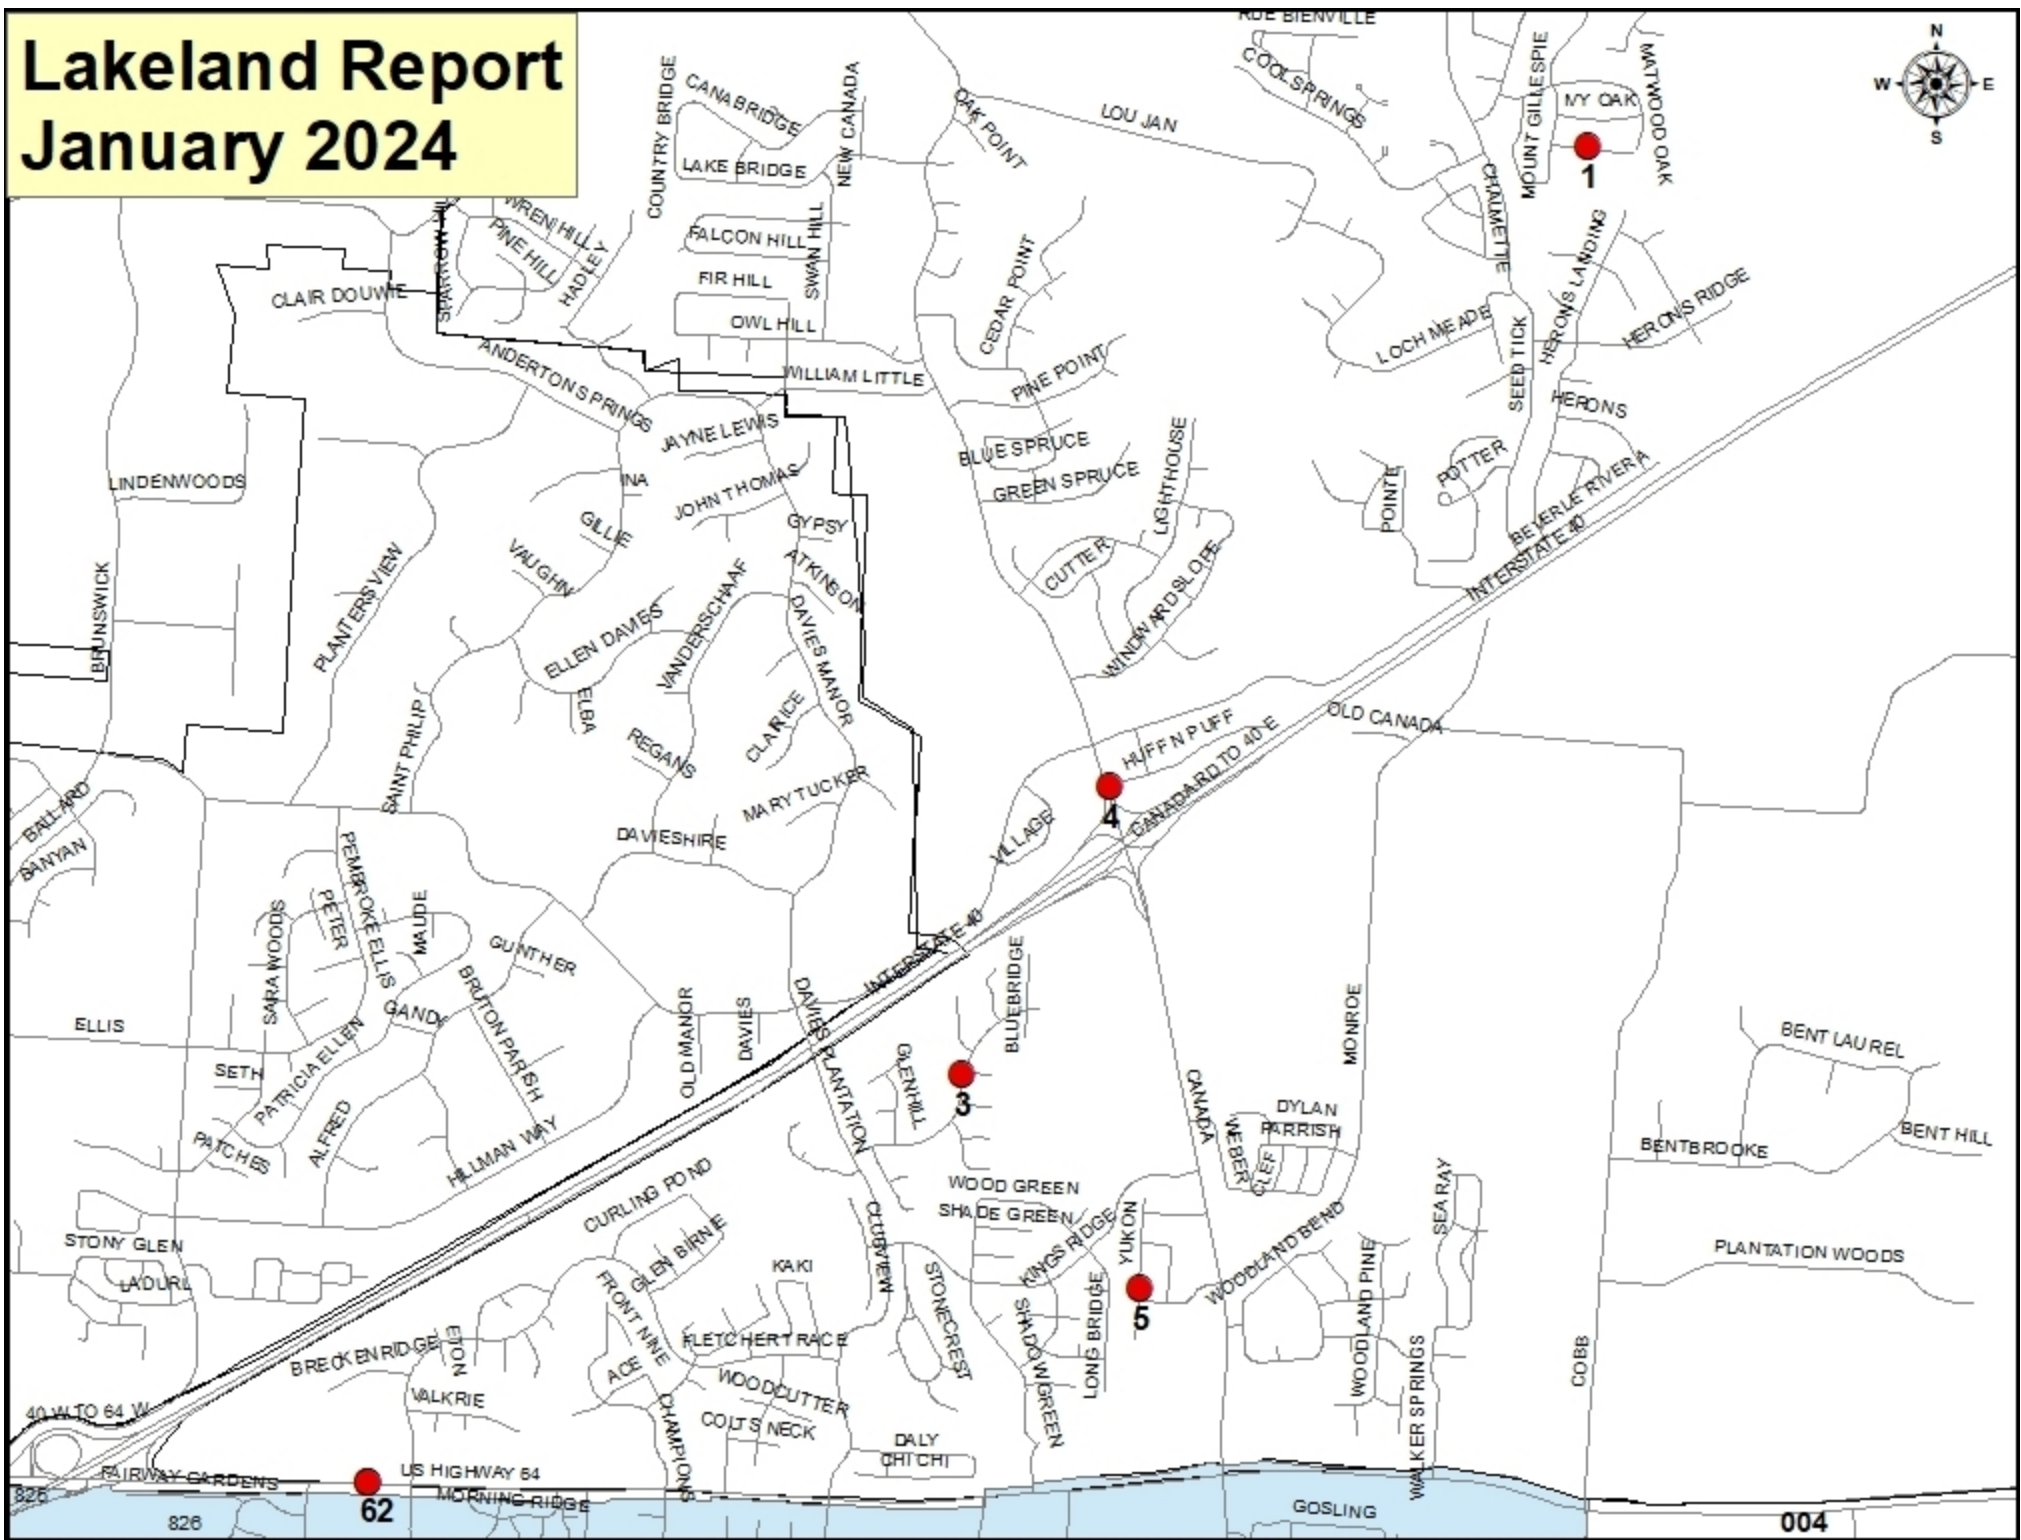 Lakeland Report
January 2024
N
W
E
S
RUE BIENVILLE
COOLSPRINGS
MOUNT GILLESPIE
IVY OAK
MATWOOD OAK
1
COUNTRY BRIDGE
CANABRIDGE
NEW CANADA
LAKE BRIDGE
OAK POINT
LOU JAN
CHALMETTE
WREN HILL
PINE HILL
HADLEY
FALCON HILL
SWAN HILL
FIR HILL
OWL HILL
CEDAR POINT
HERONS LANDING
HERONS RIDGE
LOCH MEADE
SEED TICK
CLAIR DOUWIE
ANDERTON SPRINGS
WILLIAM LITTLE
PINE POINT
HERONS
JAYNE LEWIS
BLUE SPRUCE
GREEN SPRUCE
LIGHTHOUSE
POTTER
POINTE
BEVERLE RIVERA
INTERSTATE 40
LINDENWOODS
INA
JOHN THOMAS
GILLIE
GYPSY
VAUGHN
ATKINSON
CUTTER
WINDWARD SLOPE
BRUNSWICK
PLANTERS VIEW
ELLEN DAVIES
VANDERSCHAAF
DAVIES MANOR
ELBA
CLARICE
REGANS
SAINT PHILIP
MARY TUCKER
DAVIESHIRE
HUFF N PUFF
CANADA RD TO 40 E
OLD CANADA
4
VILLAGE
BALLARD
BANYAN
PEMBROKE ELLIS
PETER
MAUDE
SARA WOODS
GUNTHER
BRUTON PARISH
INTERSTATE 40
BLUEBRIDGE
ELLIS
GANDY
OLD MANOR
DAVIES
DAVIES PLANTATION
GLENHILL
3
MONROE
BENT LAUREL
SETH
PATRICIA ELLEN
ALFRED
PATCHES
HILLMAN WAY
CANADA
DYLAN
PARRISH
WEBER
CLEF
BENTBROOKE
BENT HILL
CURLING POND
WOOD GREEN
SHADE GREEN
KINGS RIDGE
YUKON
SEA RAY
STONY GLEN
LADURL
GLEN BIRNIE
KAKI
CLUBVIEW
STONECREST
WOODLAND BEND
PLANTATION WOODS
FRONT NINE
FLETCHER TRACE
SHADOW GREEN
LONG BRIDGE
5
WOODLAND PINE
BRECKENRIDGE
ETON
ACE
WOODCUTTER
COBB
VALKRIE
CHAMPIONS
COLTS NECK
WALKER SPRINGS
40 W TO 64 W
DALY
CHI CHI
FAIRWAY GARDENS
US HIGHWAY 64
MORNING RIDGE
62
826
GOSLING
004